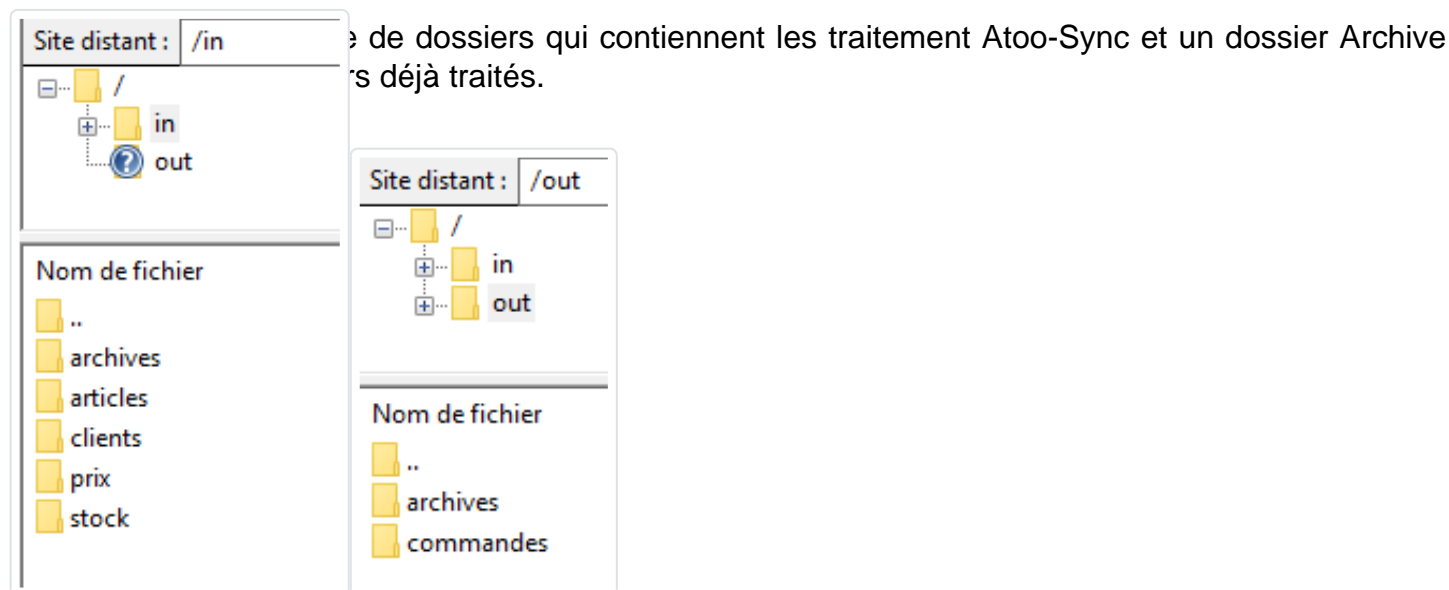 Site distant : /in
de dossiers qui contiennent les traitement Atoo-Sync et un dossier Archive
déjà traités.
/
in
out
Nom de fichier
..
archives
articles
clients
prix
stock
Site distant : /out
/
in
out
Nom de fichier
..
archives
commandes